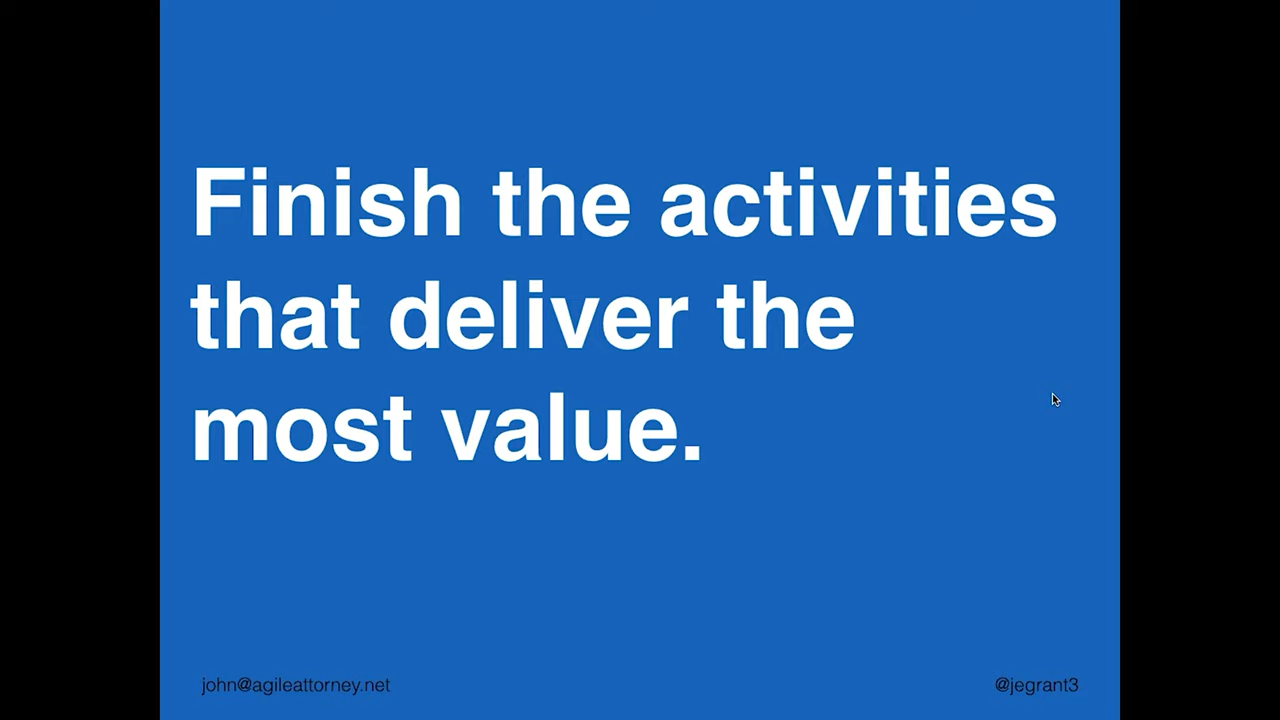 Finish the activities
that deliver the
most value.
john@agileattorney.net
@jegrant3